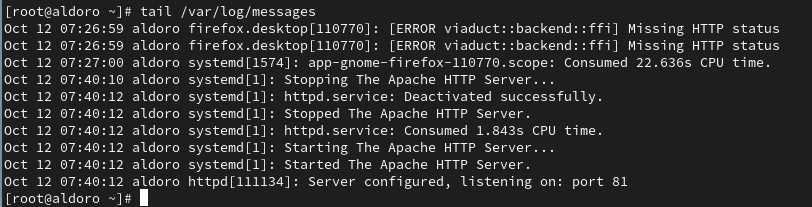 [root@aldoro ~]# tail /var/log/messages
Oct 12 07:26:59 aldoro firefox.desktop[110770]: [ERROR viaduct::backend::ffi] Missing HTTP status
Oct 12 07:26:59 aldoro firefox.desktop[110770]: [ERROR viaduct::backend::ffi] Missing HTTP status
Oct 12 07:27:00 aldoro systemd[1574]: app-gnome-firefox-110770.scope: Consumed 22.636s CPU time.
Oct 12 07:40:10 aldoro systemd[1]: Stopping The Apache HTTP Server...
Oct 12 07:40:12 aldoro systemd[1]: httpd.service: Deactivated successfully.
Oct 12 07:40:12 aldoro systemd[1]: Stopped The Apache HTTP Server.
Oct 12 07:40:12 aldoro systemd[1]: httpd.service: Consumed 1.843s CPU time.
Oct 12 07:40:12 aldoro systemd[1]: Starting The Apache HTTP Server...
Oct 12 07:40:12 aldoro systemd[1]: Started The Apache HTTP Server.
Oct 12 07:40:12 aldoro httpd[111134]: Server configured, listening on: port 81
[root@aldoro ~]#